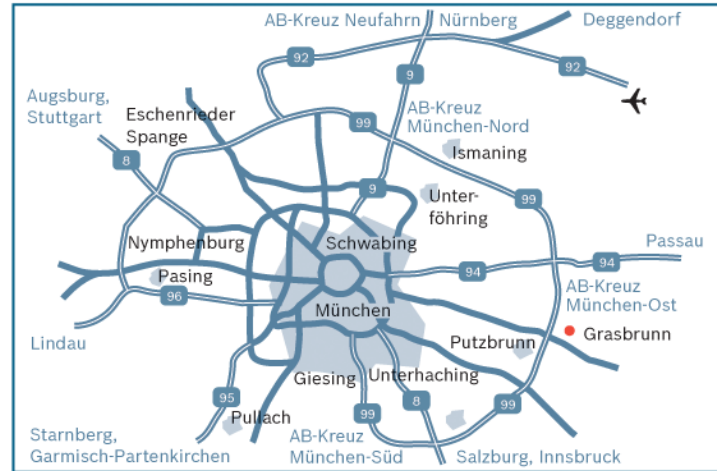 AB-Kreuz Neufahrn
Nürnberg
Deggendorf
92
9
92
Augsburg,
Stuttgart
Eschenrieder
Spange
AB-Kreuz
München-Nord
99
Ismaning
8
9
99
Unter-
föhring
Nymphenburg
Schwabing
Passau
94
94
Pasing
96
AB-Kreuz
München-Ost
München
Lindau
Putzbrunn
Grasbrunn
Giesing
Unterhaching
95
99
8
99
Pullach
Starnberg,
Garmisch-Partenkirchen
AB-Kreuz
München-Süd
Salzburg, Innsbruck